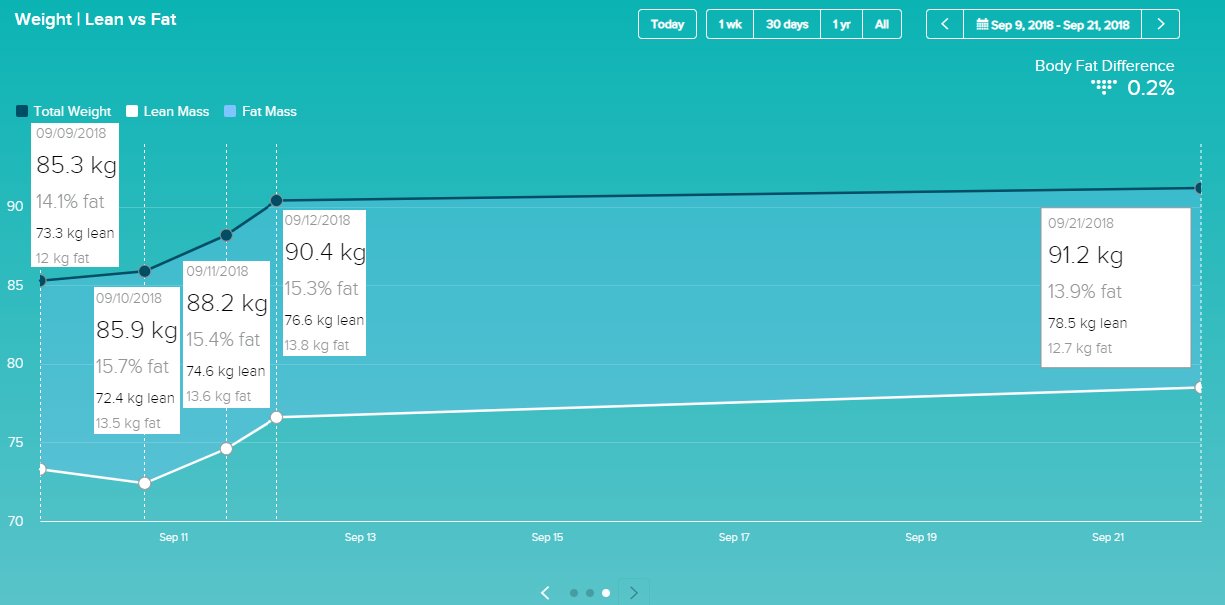 Weight | Lean vs Fat
Today
1 wk
30 days
1 yr
All
Sep 9, 2018 - Sep 21, 2018
Body Fat Difference
0.2%
Total Weight
Lean Mass
Fat Mass
09/09/2018
85.3 kg
14.1% fat
73.3 kg lean
12 kg fat
09/10/2018
85.9 kg
15.7% fat
72.4 kg lean
13.5 kg fat
09/11/2018
88.2 kg
15.4% fat
74.6 kg lean
13.6 kg fat
09/12/2018
90.4 kg
15.3% fat
76.6 kg lean
13.8 kg fat
09/21/2018
91.2 kg
13.9% fat
78.5 kg lean
12.7 kg fat
90
85
80
75
70
Sep 11
Sep 13
Sep 15
Sep 17
Sep 19
Sep 21